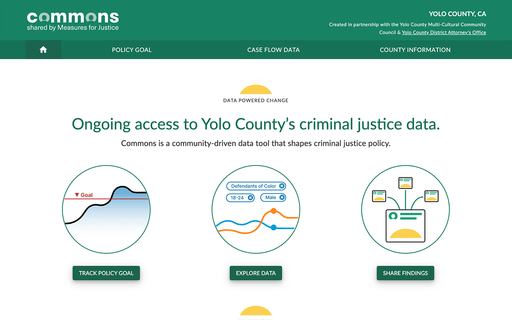 commons
shared by Measures for Justice
YOLO COUNTY, CA
Created in partnership with the Yolo County Multi-Cultural Community
Council & Yolo County District Attorney's Office
POLICY GOAL
CASE FLOW DATA
COUNTY INFORMATION
DATA POWERED CHANGE
Ongoing access to Yolo County's criminal justice data.
Commons is a community-driven data tool that shapes criminal justice policy.
▼ Goal
Defendants of Color
18-24
Male
TRACK POLICY GOAL
EXPLORE DATA
SHARE FINDINGS